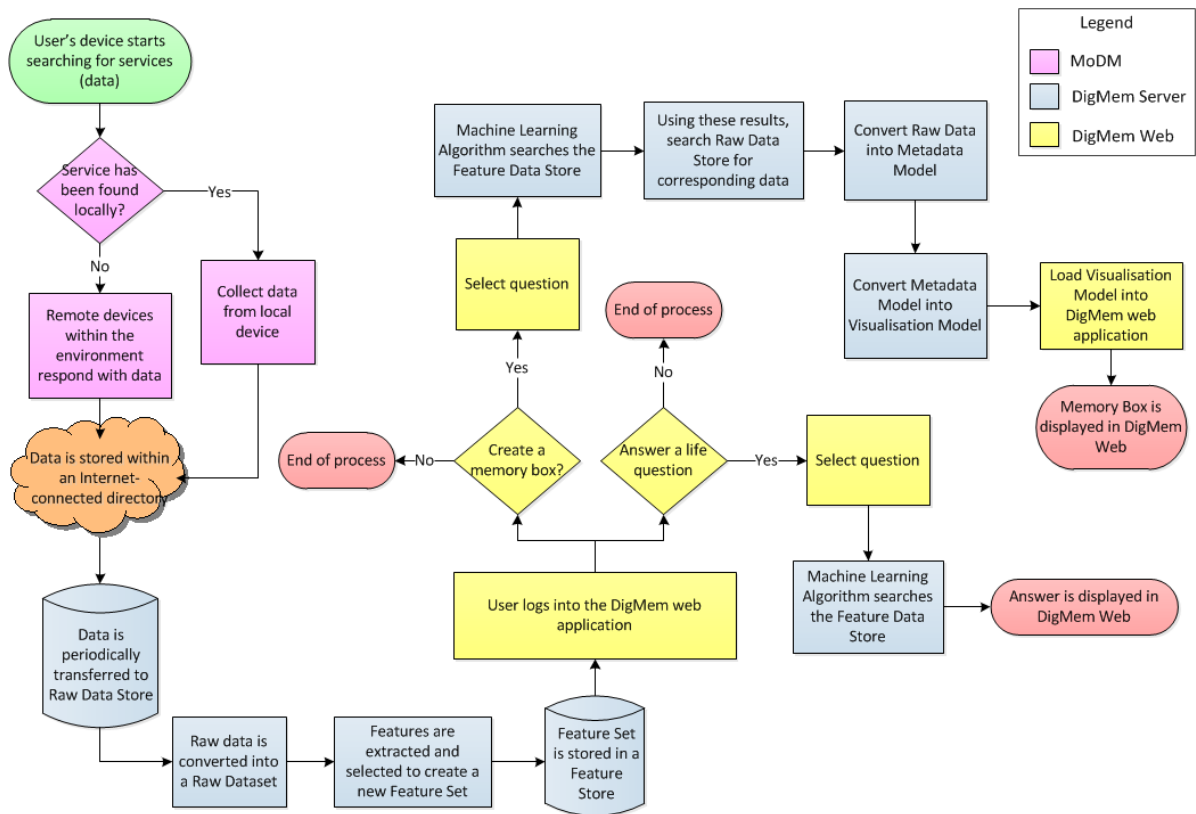 User's device starts
searching for services
(data)
Service has
been found
locally?
Yes
No
Remote devices
within the
environment
respond with data
Collect data
from local
device
Data is stored within
an Internet-
connected directory
Data is
periodically
transferred to
Raw Data Store
Raw data is
converted into
a Raw Dataset
Features are
extracted and
selected to create a
new Feature Set
Feature Set
is stored in a
Feature
Store
User logs into the DigMem web
application
Create a
memory box?
No
End of process
Yes
Select question
Machine Learning
Algorithm searches the
Feature Data Store
Using these results,
search Raw Data
Store for
corresponding data
Convert Raw Data
into Metadata
Model
Convert Metadata
Model into
Visualisation Model
Load Visualisation
Model into
DigMem web
application
Memory Box is
displayed in DigMem
Web
Answer a life
question
No
End of process
Yes
Select question
Machine Learning
Algorithm searches
the Feature Data
Store
Answer is displayed in
DigMem Web
Legend
MoDM
DigMem Server
DigMem Web